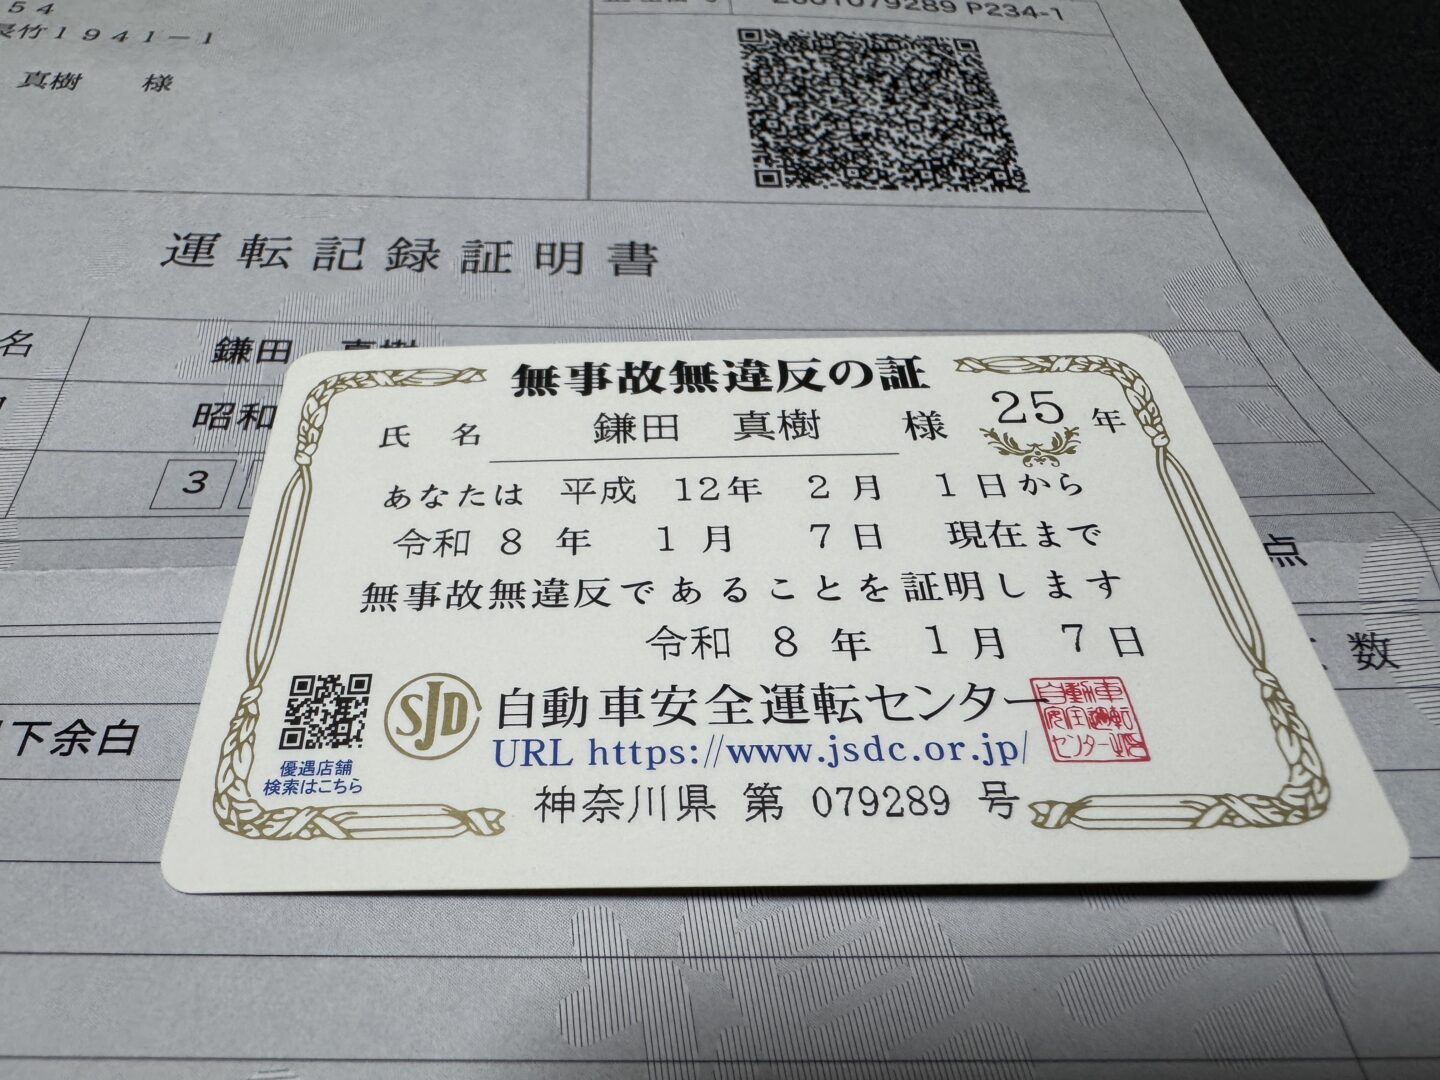 54
長竹1941-1
真樹 様
2601079289 P234-1
運転記録証明書
名
鎌田 真樹
昭和
3
点
数
下余白
無事故無違反の証
氏名 鎌田 真樹 様 25年
あなたは 平成 12年 2月 1日から
令和 8年 1月 7日 現在まで
無事故無違反であることを証明します
令和 8年 1月 7日
SJD 自動車安全運転センター
URL https://www.jsdc.or.jp/
優遇店舗
検索はこちら
神奈川県 第 079289 号